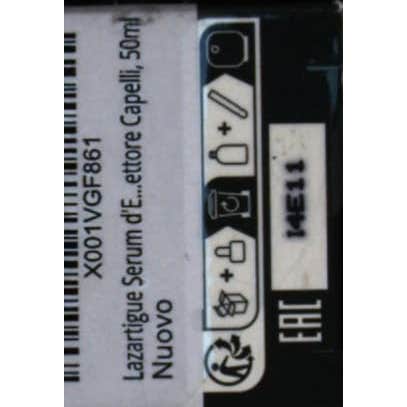 X001VGF861
Lazartigue Serum d'E...ettore Capelli, 50ml
Nuovo
I4E11
EAC